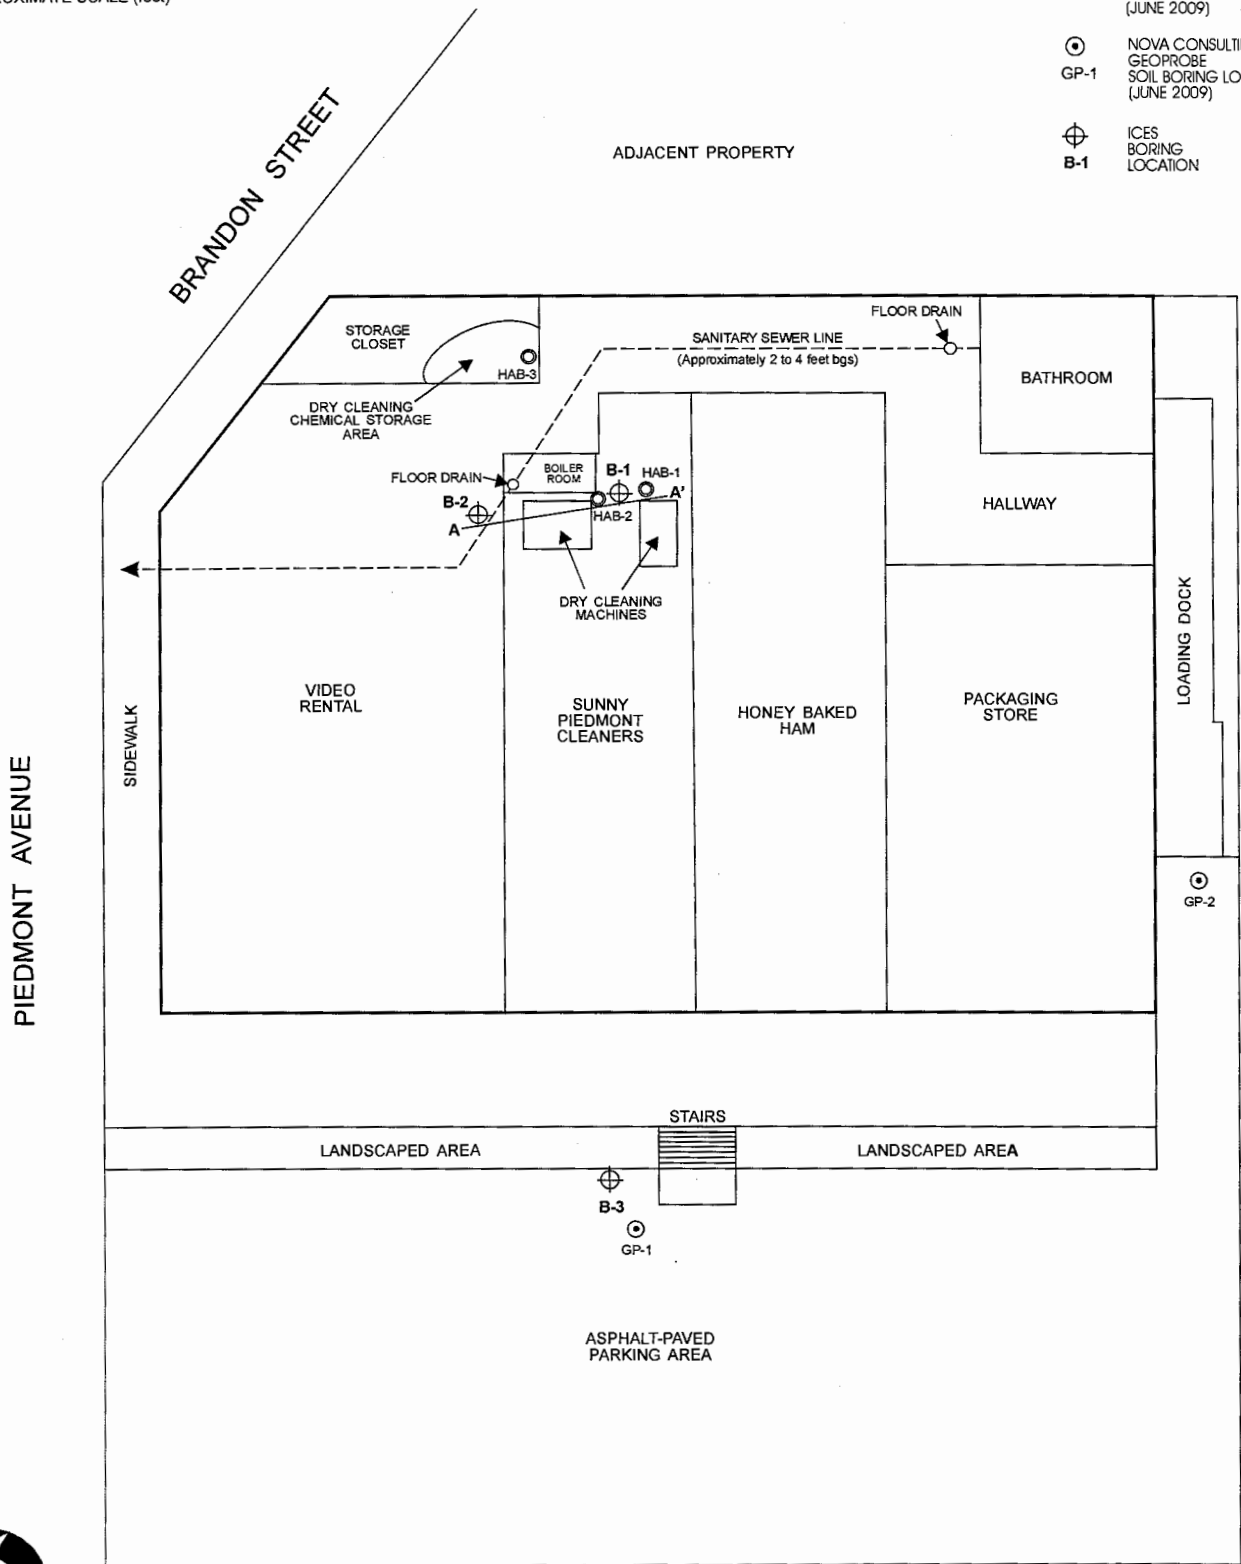 (JUNE 2009)
GP-1
NOVA
GEOPROBE
SOIL BORING
(JUNE 2009)
B-1
ICES
BORING
LOCATION
BRANDON STREET
ADJACENT PROPERTY
STORAGE
CLOSET
HAB-3
DRY CLEANING
CHEMICAL STORAGE
AREA
FLOOR DRAIN
SANITARY SEWER LINE
(Approximately 2 to 4 feet bgs)
BATHROOM
FLOOR DRAIN
BOILER
ROOM
B-1
HAB-1
B-2
A
A'
HAB-2
HALLWAY
DRY CLEANING
MACHINES
LOADING DOCK
VIDEO
RENTAL
SUNNY
PIEDMONT
CLEANERS
HONEY BAKED
HAM
PACKAGING
STORE
SIDEWALK
PIEDMONT AVENUE
GP-2
STAIRS
LANDSCAPED AREA
LANDSCAPED AREA
B-3
GP-1
ASPHALT-PAVED
PARKING AREA